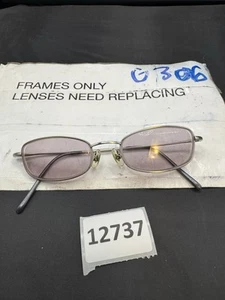 G306
FRAMES ONLY
LENSES NEED REPLACING
12737